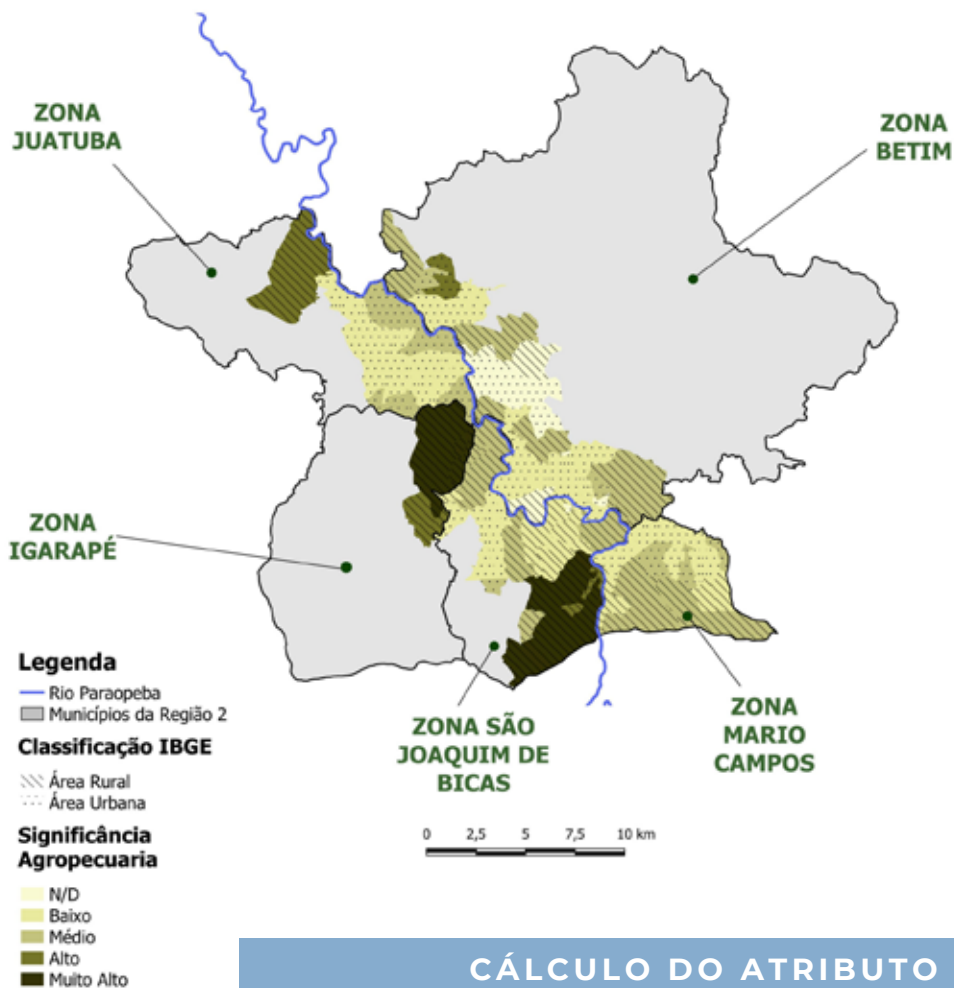 ZONA
JUATUBA
ZONA
BETIM
ZONA
IGARAPÉ
Legenda
Rio Paraopeba
Municípios da Região 2
Classificação IBGE
Área Rural
Área Urbana
Significância
Agropecuaria
N/D
Baixo
Médio
Alto
Muito Alto
ZONA SÃO
JOAQUIM DE
BICAS
ZONA
MARIO
CAMPOS
0 2,5 5 7,5 10 km
CÁLCULO DO ATRIBUTO